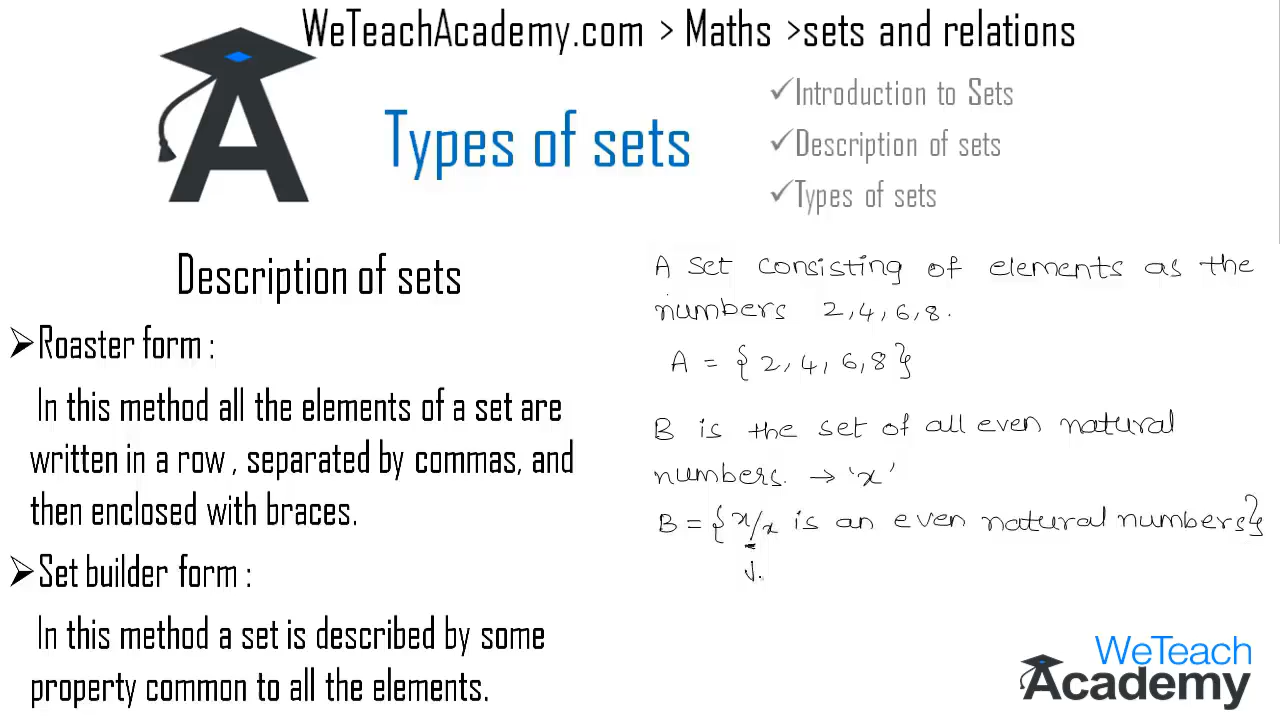 WeTeachAcademy.com > Maths >sets and relations
Types of sets
✓Introduction to Sets
✓Description of sets
✓Types of sets
Description of sets
➢Roaster form :
In this method all the elements of a set are
written in a row , separated by commas, and
then enclosed with braces.
➢Set builder form :
In this method a set is described by some
property common to all the elements.
A set consisting of elements as the
numbers 2,4,6,8.
A = {2,4,6,8}
B is the set of all even natural
numbers. → 'x'
B = {x/x is an even natural numbers}
↓
WeTeach
Academy